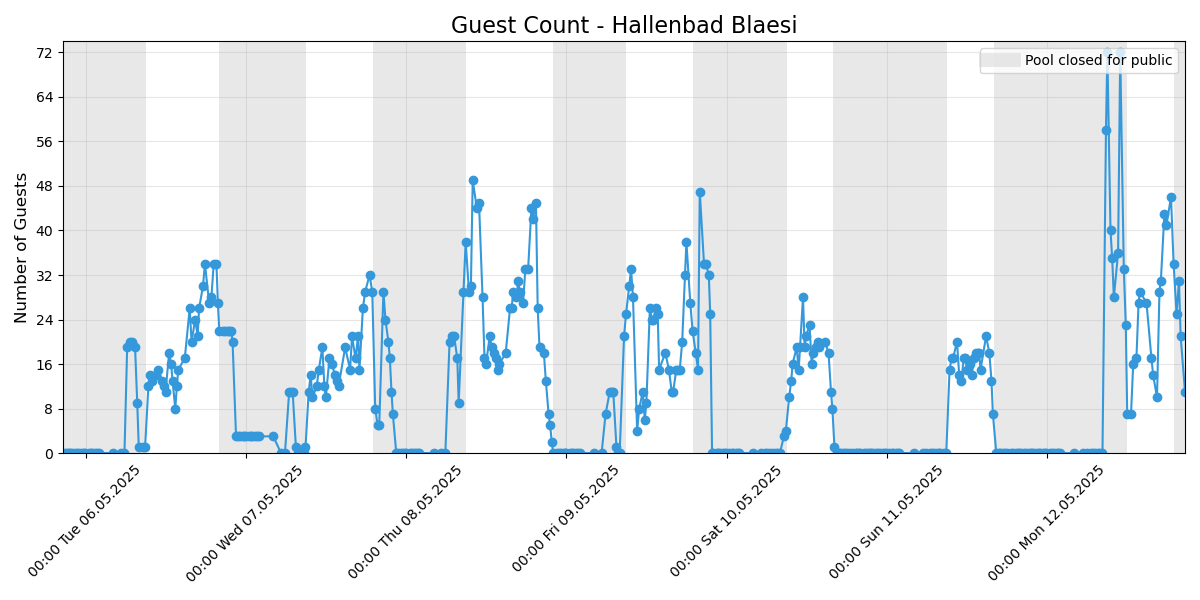 Guest Count - Hallenbad Blaesi
Pool closed for public
Number of Guests
72
64
56
48
40
32
24
16
8
0
00:00 Tue 06.05.2025
00:00 Wed 07.05.2025
00:00 Thu 08.05.2025
00:00 Fri 09.05.2025
00:00 Sat 10.05.2025
00:00 Sun 11.05.2025
00:00 Mon 12.05.2025